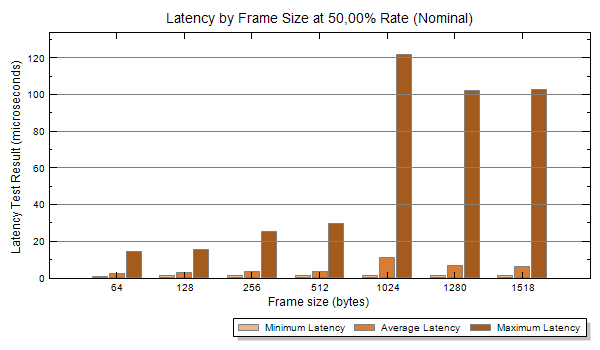 Latency by Frame Size at 50,00% Rate (Nominal)
Latency Test Result (microseconds)
120
100
80
60
40
20
0
64 128 256 512 1024 1280 1518
Frame size (bytes)
Minimum Latency Average Latency Maximum Latency